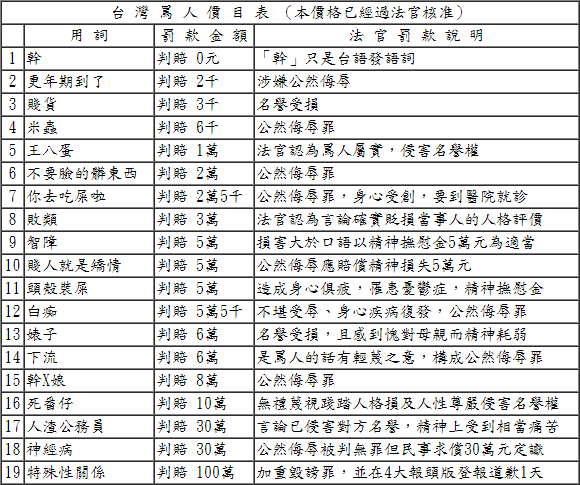 台灣罵人價目表（本價格已經過法官核准）
用詞 罰款金額 法官罰款說明
1 幹 判賠 0元 「幹」只是台語發語詞
2 更年期到了 判賠 2千 涉嫌公然侮辱
3 賤貨 判賠 3千 名譽受損
4 米蟲 判賠 6千 公然侮辱罪
5 王八蛋 判賠 1萬 法官認為罵人屬實，侵害名譽權
6 不要臉的髒東西 判賠 2萬 公然侮辱罪
7 你去吃屎啦 判賠 2萬5千 公然侮辱罪，身心受創，要到醫院就診
8 敗類 判賠 3萬 法官認為言論確實貶損當事人的人格評價
9 智障 判賠 5萬 損害大於口語以精神撫慰金5萬元為適當
10 賤人就是矯情 判賠 5萬 公然侮辱應賠償精神損失5萬元
11 頭殼裝屎 判賠 5萬 造成身心俱疲，罹患憂鬱症，精神撫慰金
12 白痴 判賠 5萬5千 不堪受辱、身心疾病復發，公然侮辱罪
13 婊子 判賠 6萬 名譽受損，且感到愧對母親而精神耗弱
14 下流 判賠 6萬 是罵人的話有輕蔑之意，構成公然侮辱罪
15 幹X娘 判賠 8萬 公然侮辱罪
16 死番仔 判賠 10萬 無禮蔑視踐踏人格損及人性尊嚴侵害名譽權
17 人渣公務員 判賠 30萬 言論已侵害對方名譽，精神上受到相當痛苦
18 神經病 判賠 30萬 公然侮辱被判無罪但民事求償30萬元定讞
19 特殊性關係 判賠 100萬 加重毀謗罪，並在4大報頭版登報道歉1天